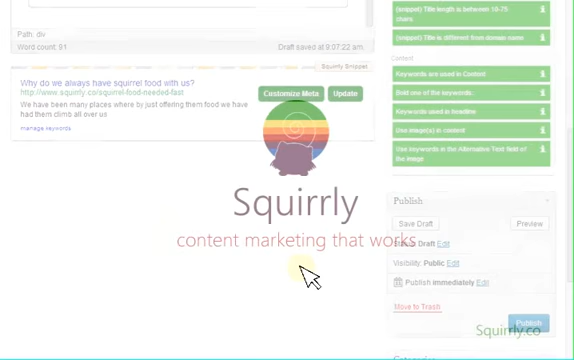 (snippet) Title length is between 10-75
chars
(snippet) Title is different from domain name
Path: div
Word count: 91
Draft saved at 9:07:22 am.
Content
Squirrly Snippet
Keywords are used in Content
Why do we always have squirrel food with us?
http://www.squirly.co/squirrel-food-needed-fast
Customize Meta
Update
Bold one of the keywords.
We have been many places where by just offering them food we have
had them climb all over us
Keywords used in headline
manage keywords
Use image(s) in content
Use keywords in the Alternative Text field of
the image
Squirrly
content marketing that works
Publish
Save Draft
Preview
Draft Edit
Visibility: Public Edit
Publish immediately Edit
Move to Trash
Publish
Squirrly.co
Categories